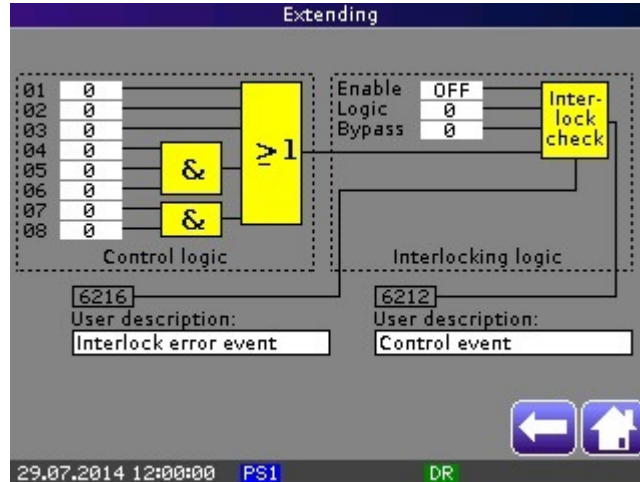 Extending
01 0
02 0
03 0
04 0
05 0
06 0
07 0
08 0
&
&
≥1
Control logic
Enable OFF
Logic 0
Bypass 0
Inter-
lock
check
Interlocking logic
6216
User description:
Interlock error event
6212
User description:
Control event
29.07.2014 12:00:00 PS1 DR